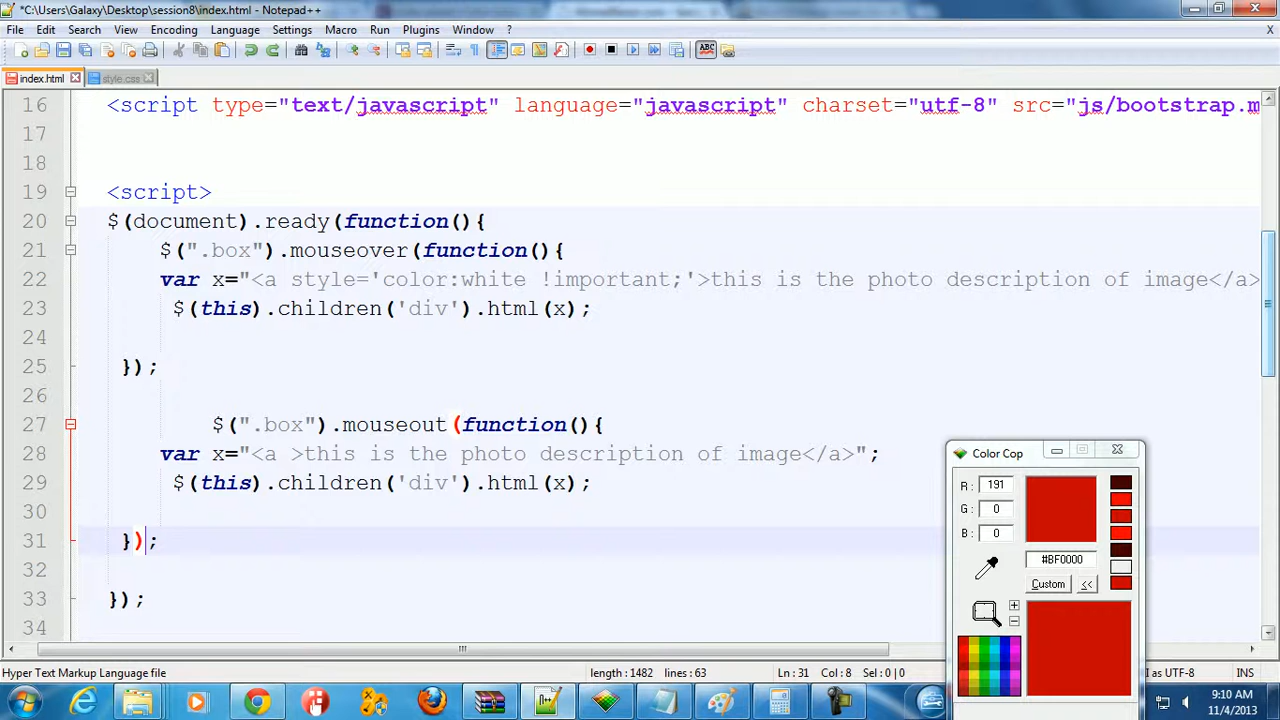 *C:\Users\Galaxy\Desktop\session8\index.html - Notepad++
File Edit Search View Encoding Language Settings Macro Run Plugins Window ? X
index.html style.css
16 <script type="text/javascript" language="javascript" charset="utf-8" src="js/bootstrap.m
17
18
19 <script>
20 $(document).ready(function(){
21 $(".box").mouseover(function(){
22 var x="<a style='color:white !important;'>this is the photo description of image</a>
23 $(this).children('div').html(x);
24
25 });
26
27 $(".box").mouseout(function(){
28 var x="<a >this is the photo description of image</a>";
29 $(this).children('div').html(x);
30
31 });
32
33 });
34
Color Cop
R: 191
G: 0
B: 0
#BF0000
Custom <<
Hyper Text Markup Language file length : 1482 lines : 63 Ln : 31 Col : 8 Sel : 0 | 0 I as UTF-8 INS
9:10 AM
11/4/2013